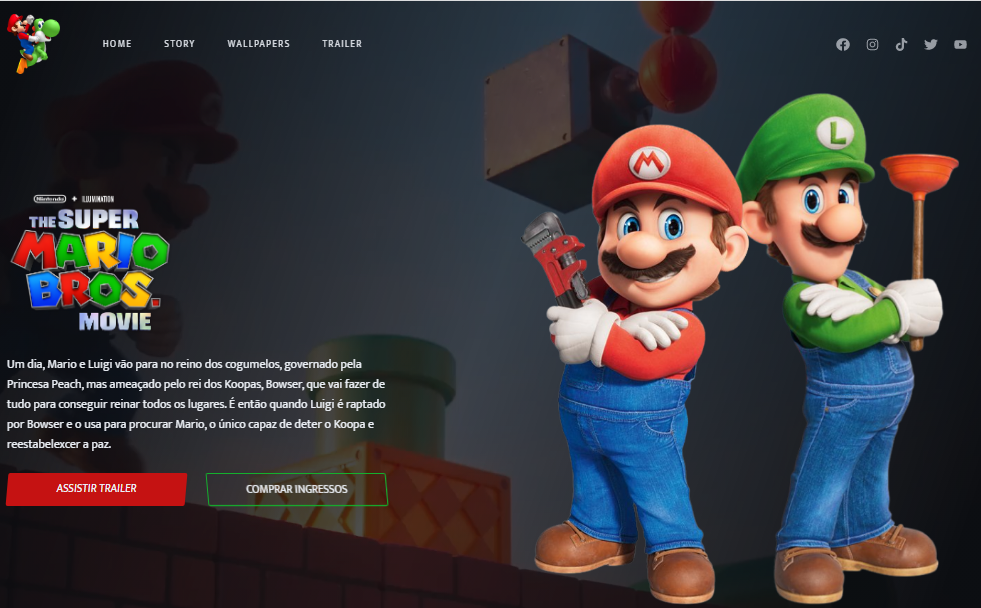 HOME
STORY
WALLPAPERS
TRAILER
Nintendo + ILLUMINATION
THE SUPER
MARIO
BROS.
MOVIE
Um dia, Mario e Luigi vão para no reino dos cogumelos, governado pela
Princesa Peach, mas ameaçado pelo rei dos Koopas, Bowser, que vai fazer de
tudo para conseguir reinar todos os lugares. É então quando Luigi é raptado
por Bowser e o usa para procurar Mario, o único capaz de deter o Koopa e
reestabelexcer a paz.
ASSISTIR TRAILER
COMPRAR INGRESSOS
M
L